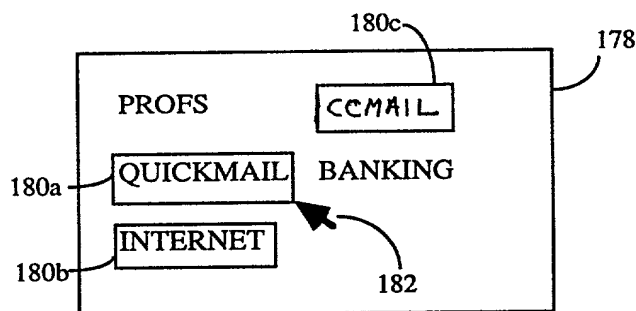 180c
178
PROFS CCMAIL
180a QUICKMAIL BANKING
INTERNET
180b 182